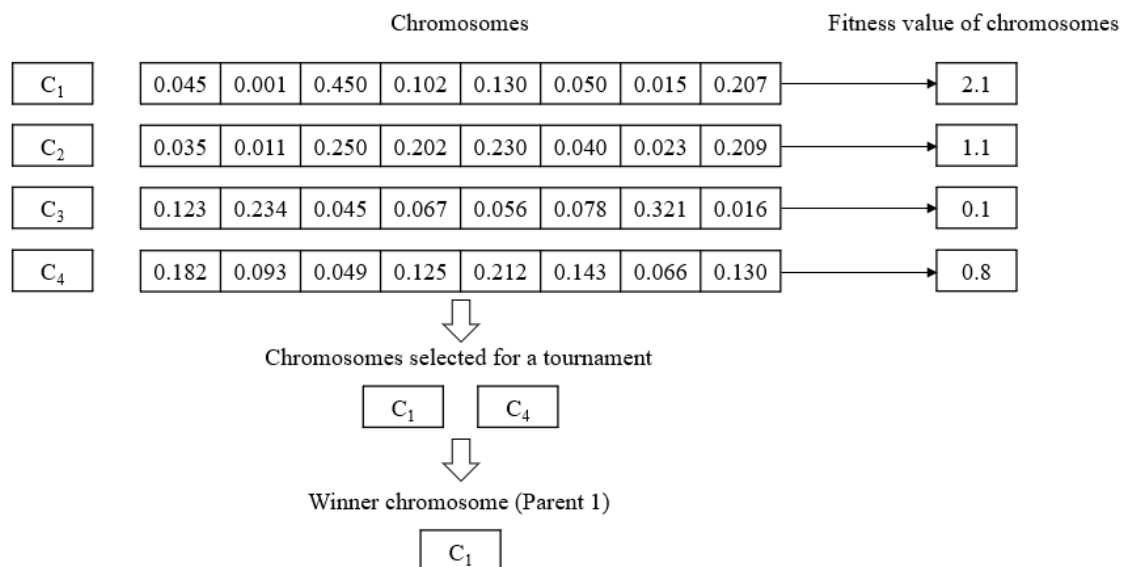 Chromosomes Fitness value of chromosomes
C₁ 0.045 0.001 0.450 0.102 0.130 0.050 0.015 0.207 2.1
C₂ 0.035 0.011 0.250 0.202 0.230 0.040 0.023 0.209 1.1
C₃ 0.123 0.234 0.045 0.067 0.056 0.078 0.321 0.016 0.1
C₄ 0.182 0.093 0.049 0.125 0.212 0.143 0.066 0.130 0.8
Chromosomes selected for a tournament
C₁ C₄
Winner chromosome (Parent 1)
C₁